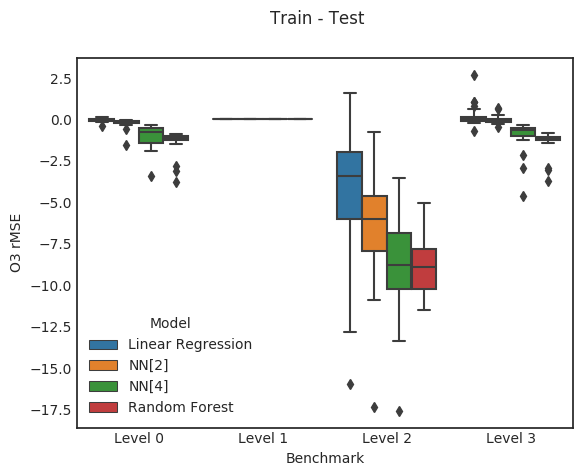 Train - Test
2.5
0.0
−2.5
−5.0
−7.5
−10.0
−12.5
−15.0
−17.5
O3 rMSE
Model
Linear Regression
NN[2]
NN[4]
Random Forest
Level 0 Level 1 Level 2 Level 3
Benchmark